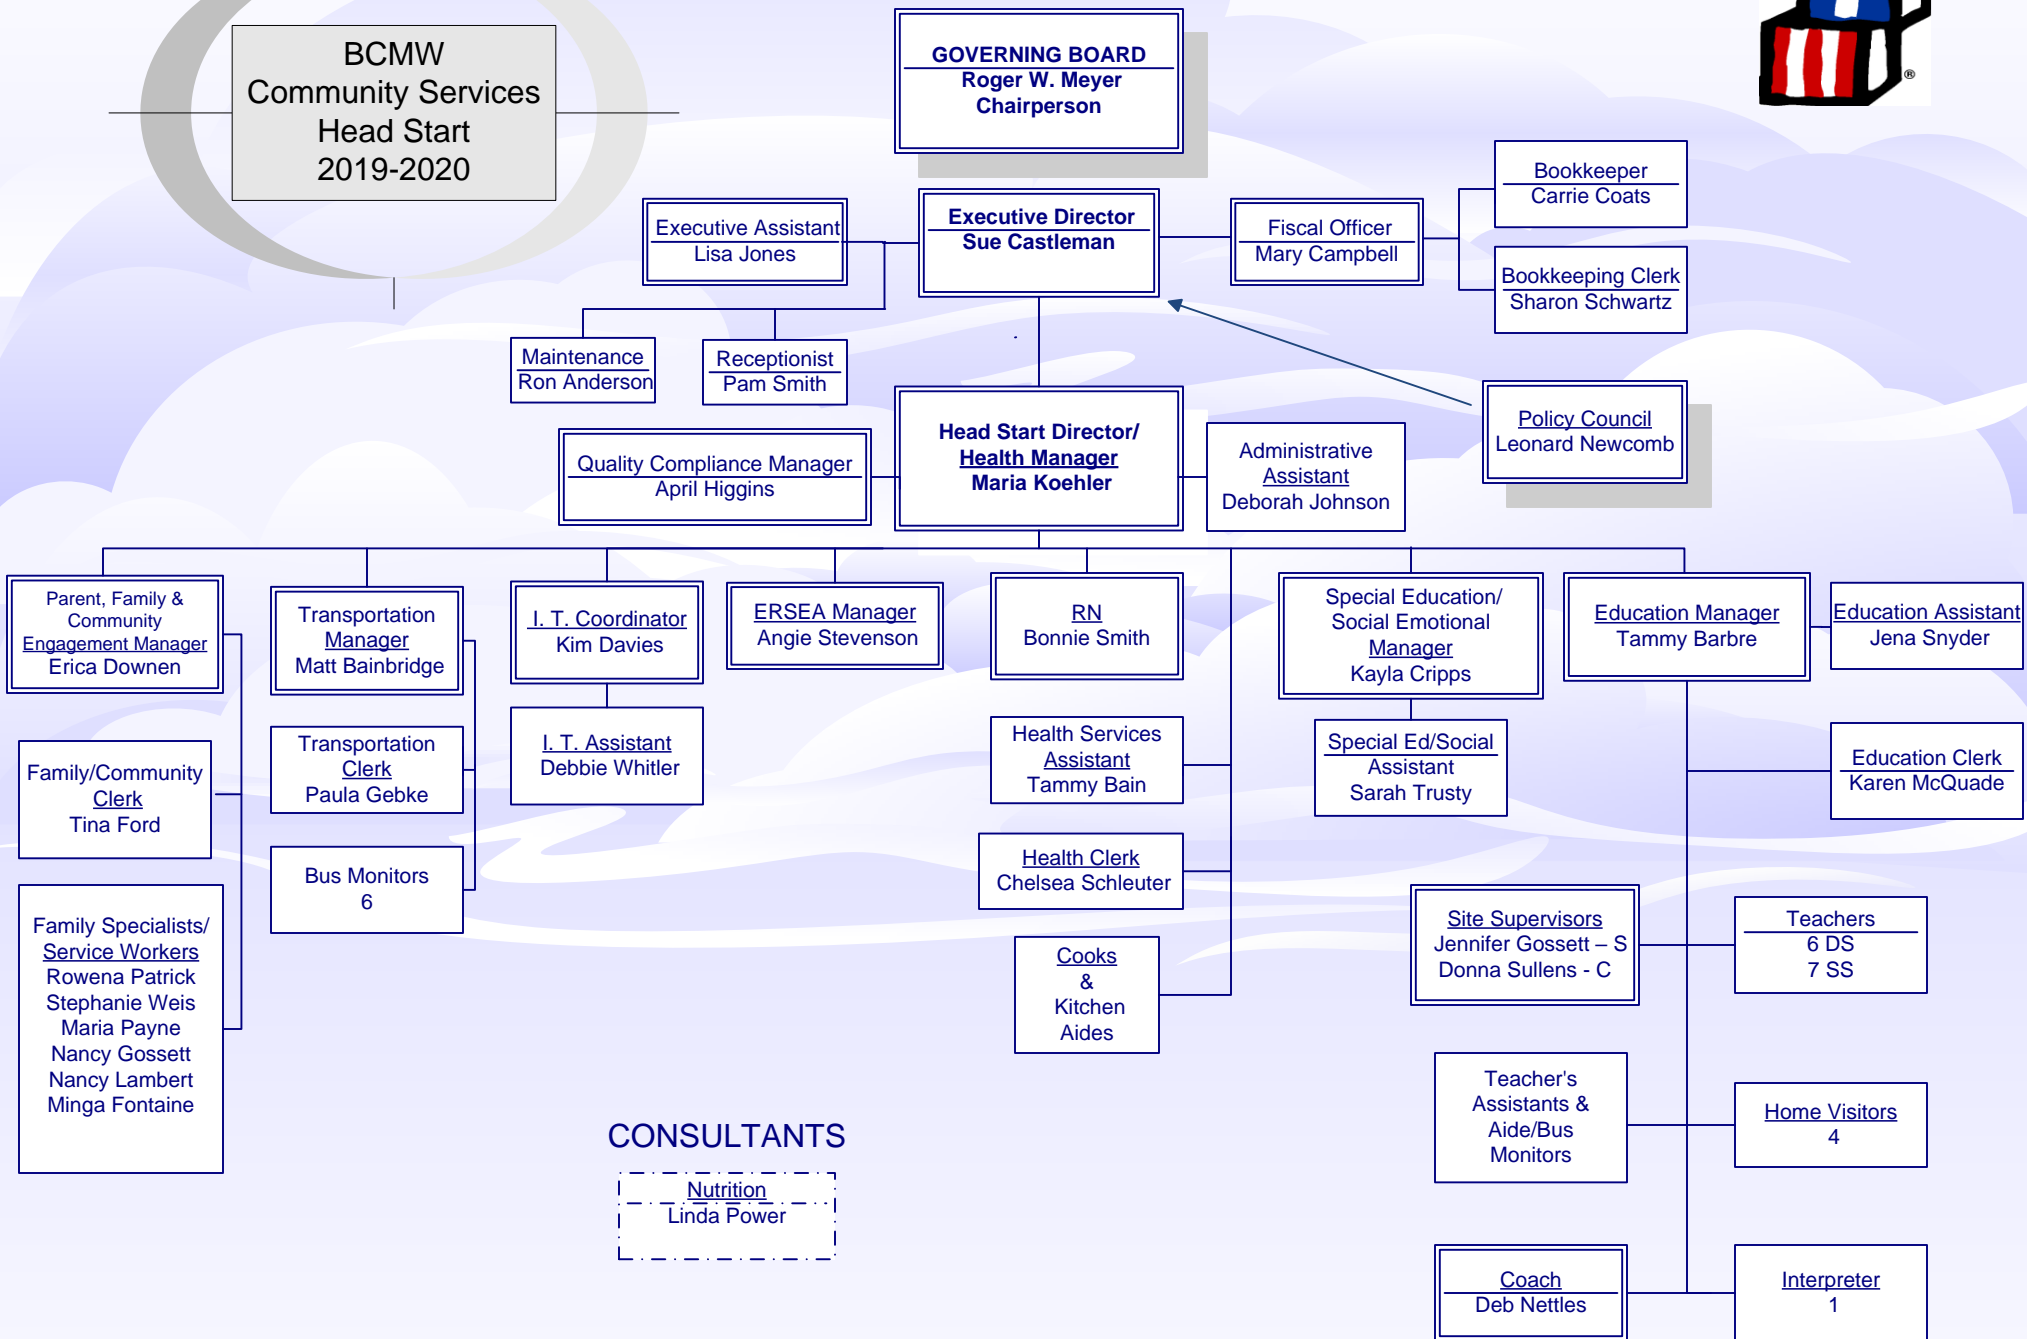 BCMW
Community Services
Head Start
2019-2020
GOVERNING BOARD
Roger W. Meyer
Chairperson
®
Executive Director
Sue Castleman
Executive Assistant
Lisa Jones
Fiscal Officer
Mary Campbell
Bookkeeper
Carrie Coats
Bookkeeping Clerk
Sharon Schwartz
Maintenance
Ron Anderson
Receptionist
Pam Smith
Policy Council
Leonard Newcomb
Head Start Director/
Health Manager
Maria Koehler
Quality Compliance Manager
April Higgins
Administrative
Assistant
Deborah Johnson
Parent, Family &
Community
Engagement Manager
Erica Downen
Transportation
Manager
Matt Bainbridge
I. T. Coordinator
Kim Davies
ERSEA Manager
Angie Stevenson
RN
Bonnie Smith
Special Education/
Social Emotional
Manager
Kayla Cripps
Education Manager
Tammy Barbre
Education Assistant
Jena Snyder
Family/Community
Clerk
Tina Ford
Transportation
Clerk
Paula Gebke
I. T. Assistant
Debbie Whitler
Health Services
Assistant
Tammy Bain
Special Ed/Social
Assistant
Sarah Trusty
Education Clerk
Karen McQuade
Bus Monitors
6
Health Clerk
Chelsea Schleuter
Family Specialists/
Service Workers
Rowena Patrick
Stephanie Weis
Maria Payne
Nancy Gossett
Nancy Lambert
Minga Fontaine
Cooks
&
Kitchen
Aides
Site Supervisors
Jennifer Gossett – S
Donna Sullens - C
Teachers
6 DS
7 SS
Teacher's
Assistants &
Aide/Bus
Monitors
Home Visitors
4
CONSULTANTS
Nutrition
Linda Power
Coach
Deb Nettles
Interpreter
1